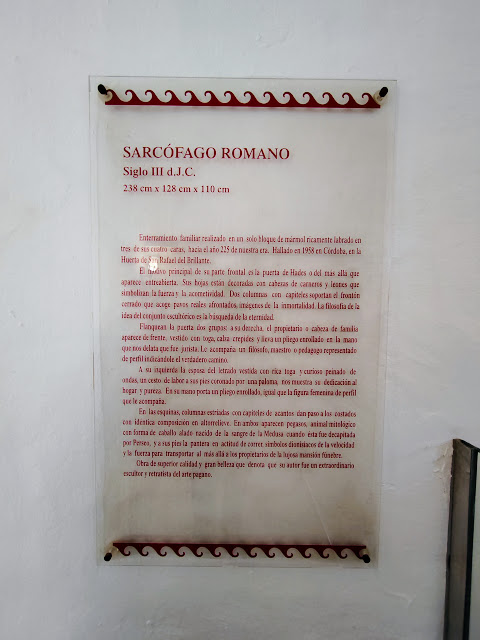 SARCÓFAGO ROMANO
Siglo III d.J.C.
238 cm x 128 cm x 110 cm
Enterramiento familiar realizado en un solo bloque de mármol ricamente labrado en
tres de sus cuatro caras, hacia el año 225 de nuestra era. Hallado en 1958 en Córdoba, en la
Huerta de San Rafael del Brillante.
El motivo principal de su parte frontal es la puerta de Hades o del más allá que
aparece entreabierta. Sus hojas están decoradas con cabezas de carneros y leones que
simbolizan la fuerza y la acometividad. Dos columnas con capiteles soportan el frontón
cerrado que acoge pavos reales afrontados, imágenes de la inmortalidad. La filosofía de la
idea del conjunto escultórico es la búsqueda de la eternidad.
Flanquean la puerta dos grupos: a su derecha, el propietario o cabeza de familia
aparece de frente, vestido con toga, calza crepides y lleva un pliego enrollado en la mano
que nos delata que fue jurista. Le acompaña un filósofo, maestro o pedagogo representado
de perfil indicándole el verdadero camino.
A su izquierda la esposa del letrado vestida con rica toga y curioso peinado de
ondas, un cesto de labor a sus pies coronado por una paloma, nos muestra su dedicación al
hogar y pureza. En su mano porta un pliego enrollado, igual que la figura femenina de perfil
que le acompaña.
En las esquinas, columnas estriadas con capiteles de acantos dan paso a los costados
con idéntica composición en altorrelieve. En ambos aparecen pegasos, animal mitológico
con forma de caballo alado nacido de la sangre de la Medusa cuando ésta fue decapitada
por Perseo, y a sus pies la pantera en actitud de correr, símbolos dionisíacos de la velocidad
y la fuerza para transportar al más allá a los propietarios de la lujosa mansión fúnebre.
Obra de superior calidad y gran belleza que denota que su autor fue un extraordinario
escultor y retratista del arte pagano.